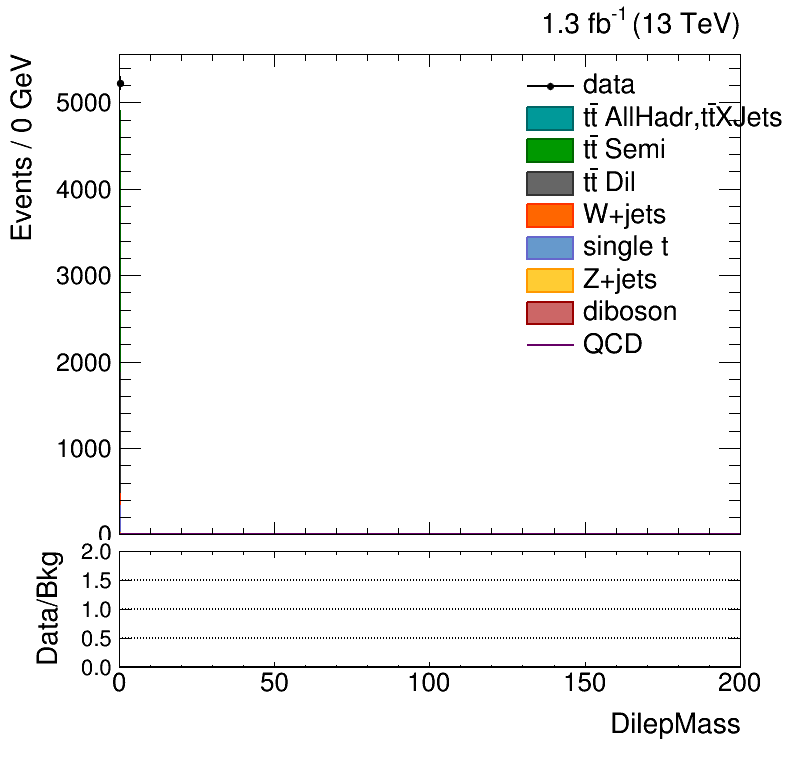 1.3 fb⁻¹ (13 TeV)
Events / 0 GeV
5000
4000
3000
2000
1000
0
data
tt̄ AllHadr,tt̄XJets
tt̄ Semi
tt̄ Dil
W+jets
single t
Z+jets
diboson
QCD
Data/Bkg
2.0
1.5
1.0
0.5
0.0
0 50 100 150 200
DilepMass